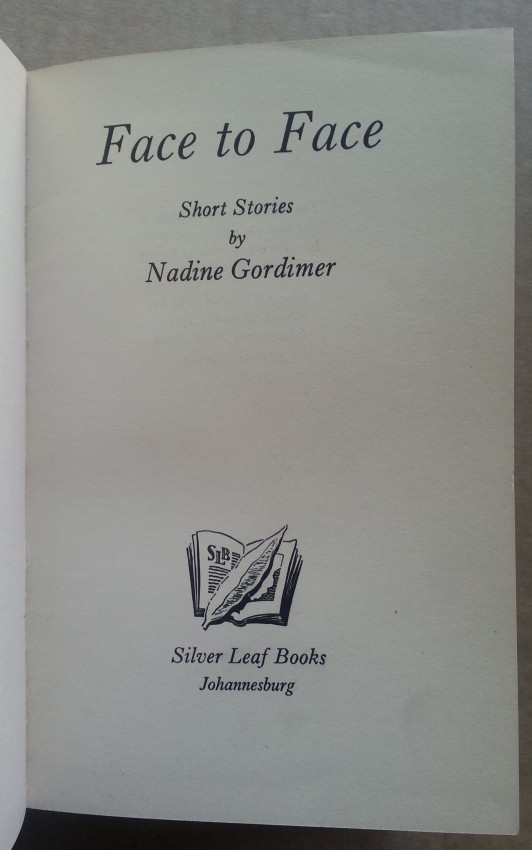 Face to Face
Short Stories
by
Nadine Gordimer
SLB
Silver Leaf Books
Johannesburg